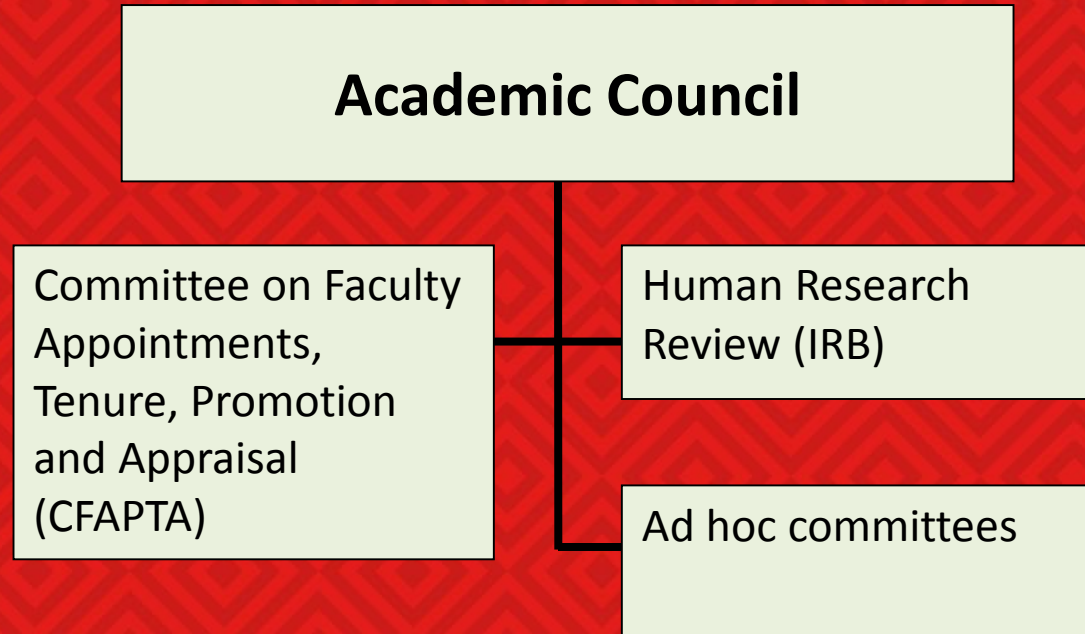 Academic Council
Committee on Faculty
Appointments,
Tenure, Promotion
and Appraisal
(CFAPTA)
Human Research
Review (IRB)
Ad hoc committees